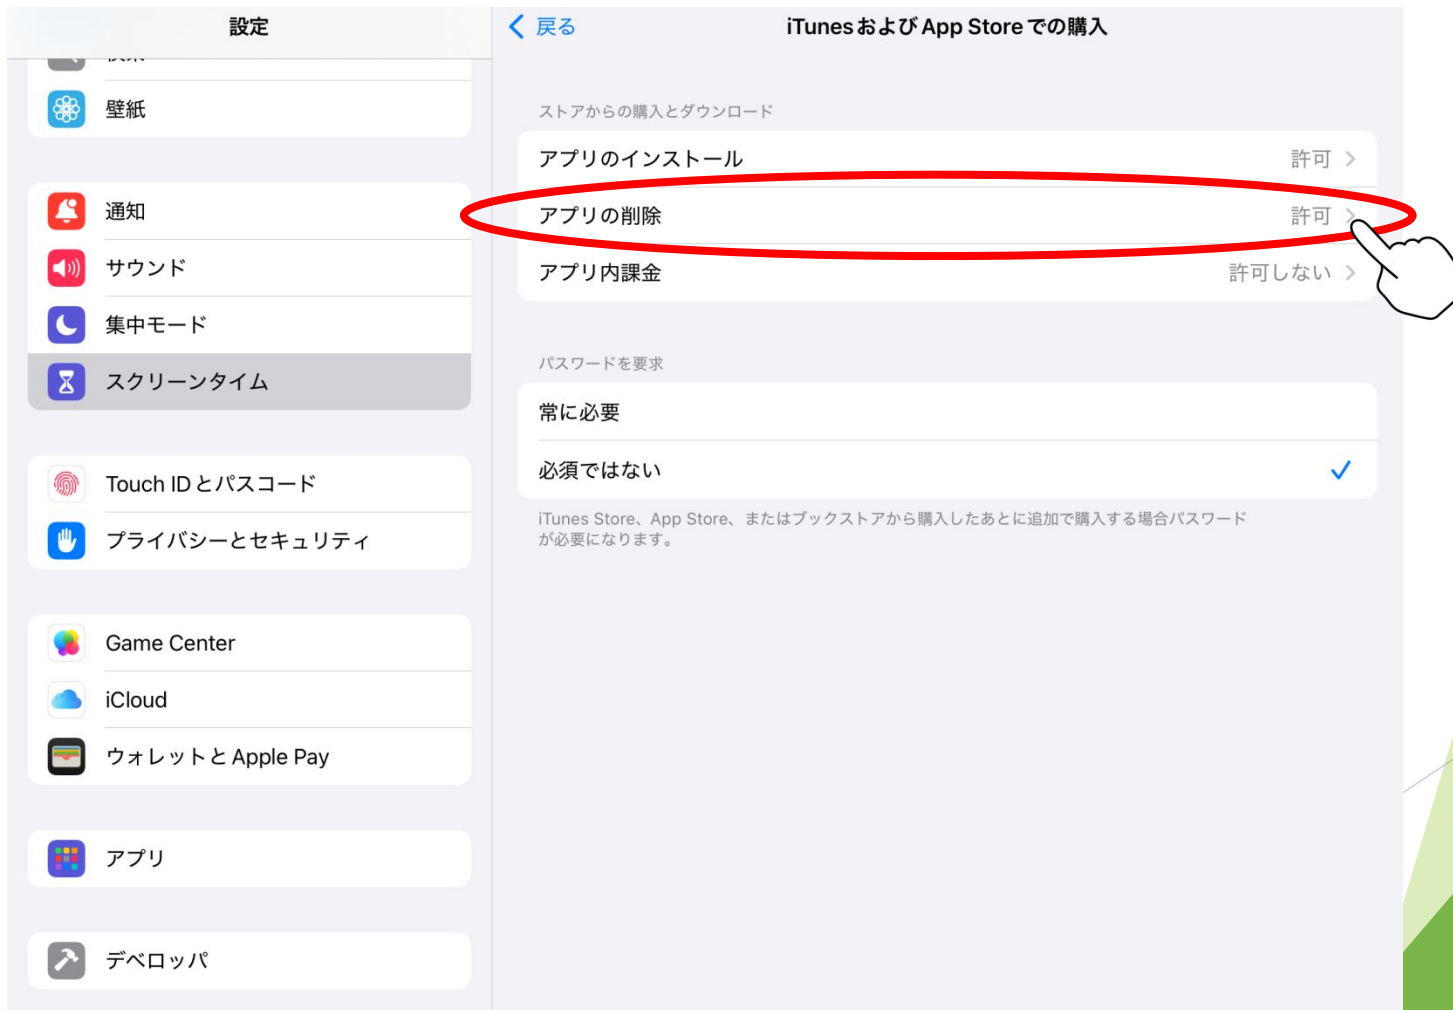 設定
壁紙
通知
サウンド
集中モード
スクリーンタイム
Touch IDとパスコード
プライバシーとセキュリティ
Game Center
iCloud
ウォレットとApple Pay
アプリ
デベロッパ
戻る
iTunesおよびApp Storeでの購入
ストアからの購入とダウンロード
アプリのインストール 許可
アプリの削除 許可
アプリ内課金 許可しない
パスワードを要求
常に必要
必須ではない
iTunes Store、App Store、またはブックストアから購入したあとに追加で購入する場合パスワード
が必要になります。